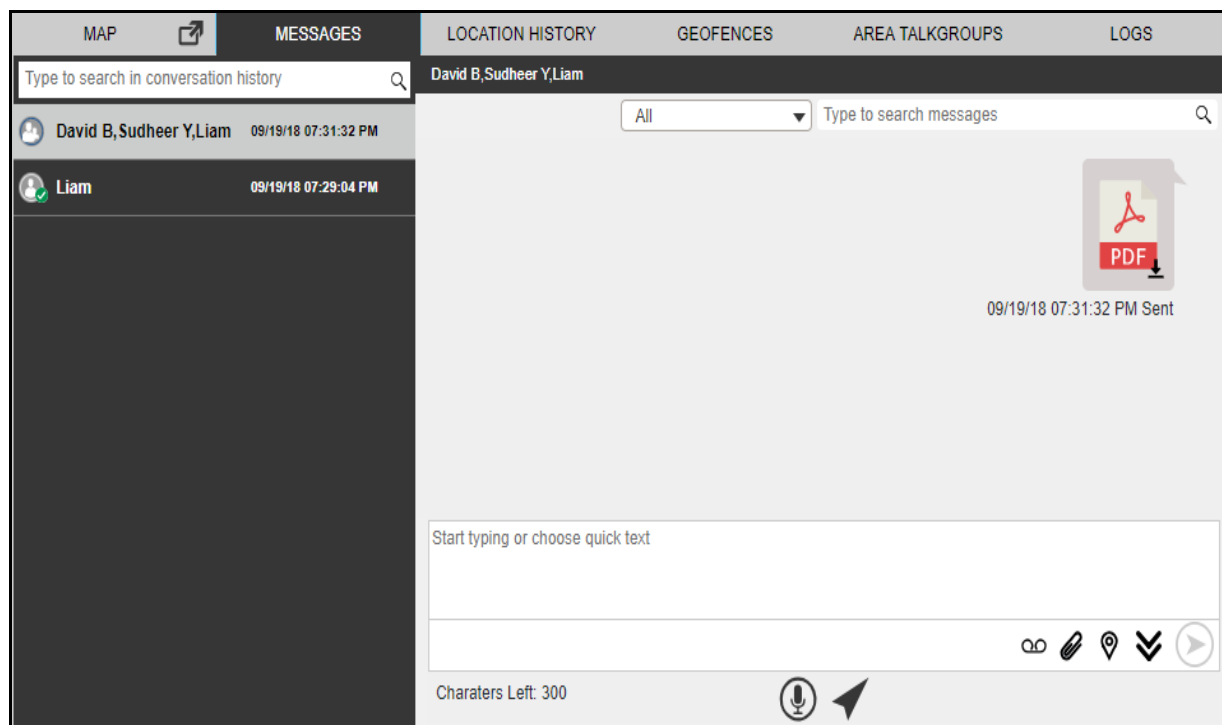 MAP MESSAGES LOCATION HISTORY GEOFENCES AREA TALKGROUPS LOGS
Type to search in conversation history
David B,Sudheer Y,Liam 09/19/18 07:31:32 PM
Liam 09/19/18 07:29:04 PM
David B,Sudheer Y,Liam
All Type to search messages
PDF
09/19/18 07:31:32 PM Sent
Start typing or choose quick text
Charaters Left: 300